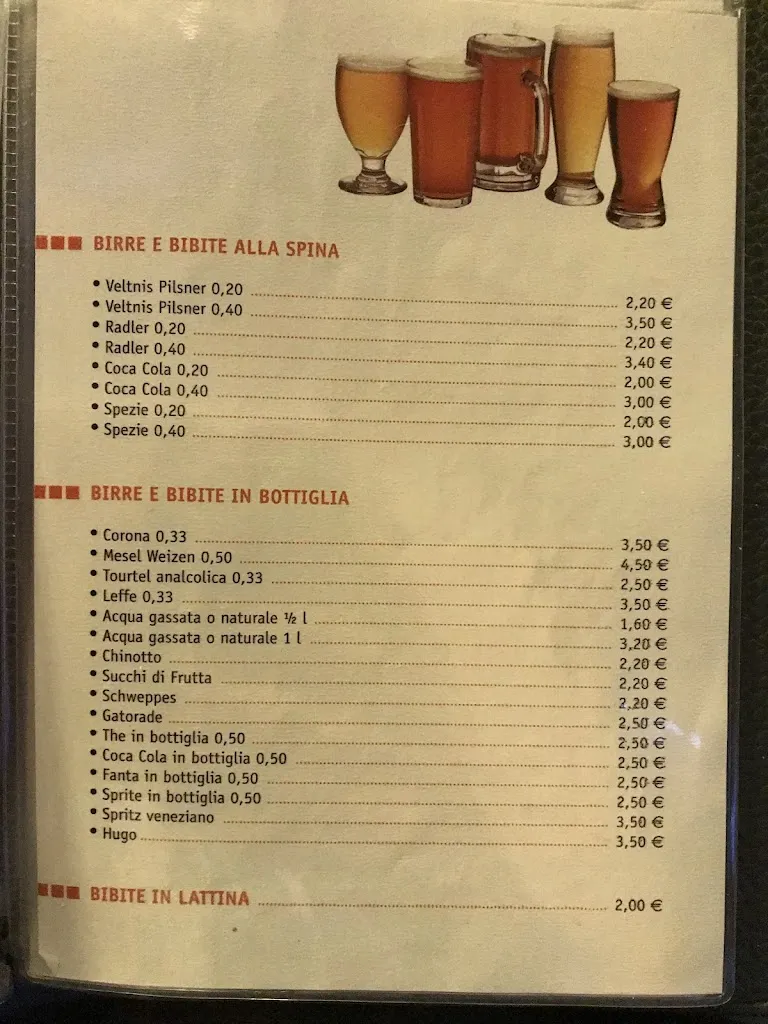 BIRRE E BIBITE ALLA SPINA
• Veltnis Pilsner 0,20 2,20 €
• Veltnis Pilsner 0,40 3,50 €
• Radler 0,20 2,20 €
• Radler 0,40 3,40 €
• Coca Cola 0,20 2,00 €
• Coca Cola 0,40 3,00 €
• Spezie 0,20 2,00 €
• Spezie 0,40 3,00 €
BIRRE E BIBITE IN BOTTIGLIA
• Corona 0,33 3,50 €
• Mesel Weizen 0,50 4,50 €
• Tourtel analcolica 0,33 2,50 €
• Leffe 0,33 3,50 €
• Acqua gassata o naturale ½ l 1,60 €
• Acqua gassata o naturale 1 l 3,20 €
• Chinotto 2,20 €
• Succhi di Frutta 2,20 €
• Schweppes 2,20 €
• Gatorade 2,50 €
• The in bottiglia 0,50 2,50 €
• Coca Cola in bottiglia 0,50 2,50 €
• Fanta in bottiglia 0,50 2,50 €
• Sprite in bottiglia 0,50 2,50 €
• Spritz veneziano 3,50 €
• Hugo 3,50 €
BIBITE IN LATTINA 2,00 €